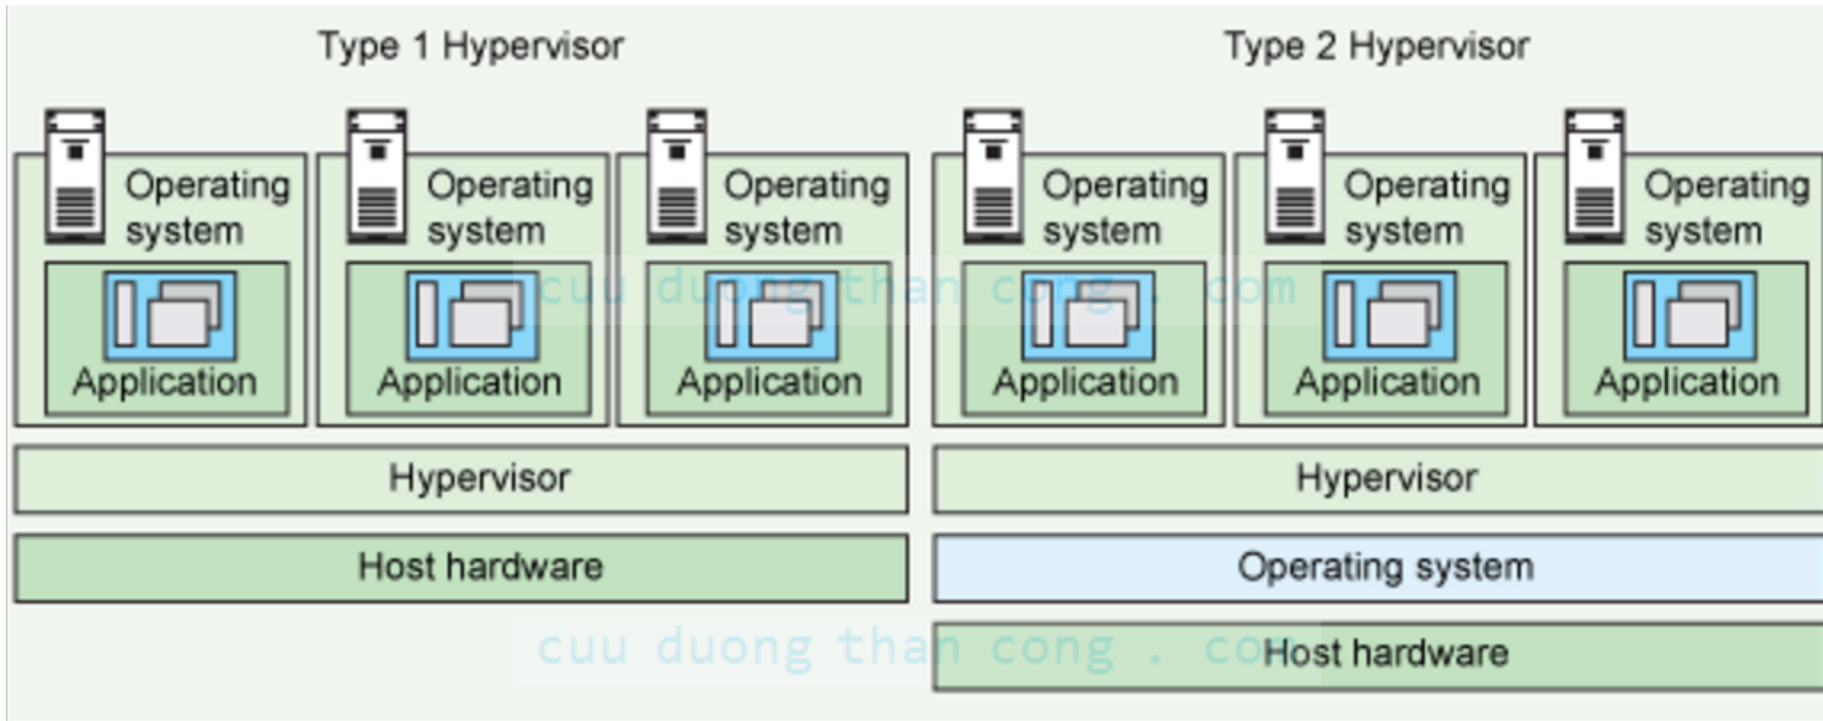 Type 1 Hypervisor
Operating
system
Application
Operating
system
Application
Operating
system
Application
Hypervisor
Host hardware
Type 2 Hypervisor
Operating
system
Application
Operating
system
Application
Operating
system
Application
Hypervisor
Operating system
Host hardware
cuu duong than cong . com
cuu duong than cong . com